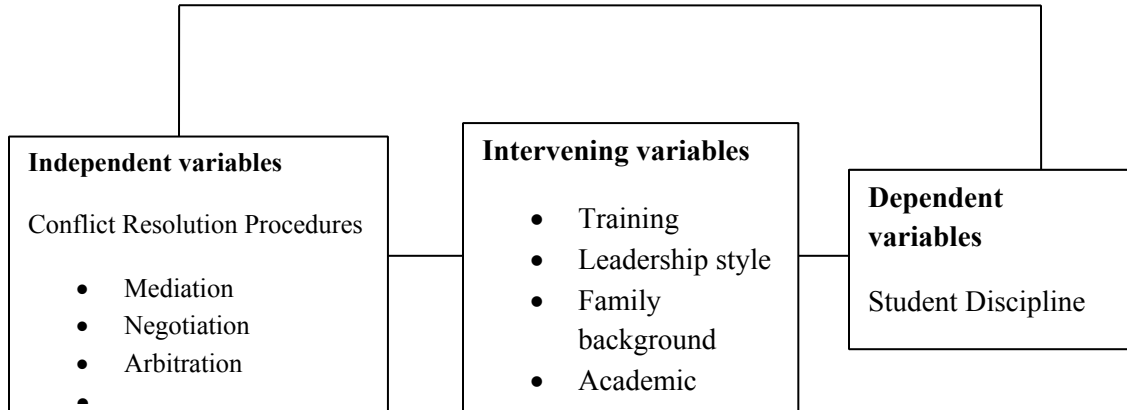 Independent variables
Conflict Resolution Procedures
• Mediation
• Negotiation
• Arbitration
•
Intervening variables
• Training
• Leadership style
• Family
background
• Academic
Dependent
variables
Student Discipline